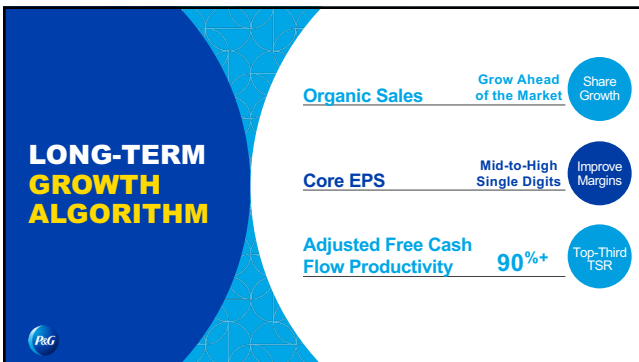 LONG-TERM
GROWTH
ALGORITHM
Organic Sales
Grow Ahead
of the Market
Share
Growth
Core EPS
Mid-to-High
Single Digits
Improve
Margins
Adjusted Free Cash
Flow Productivity
90%+
Top-Third
TSR
P&G